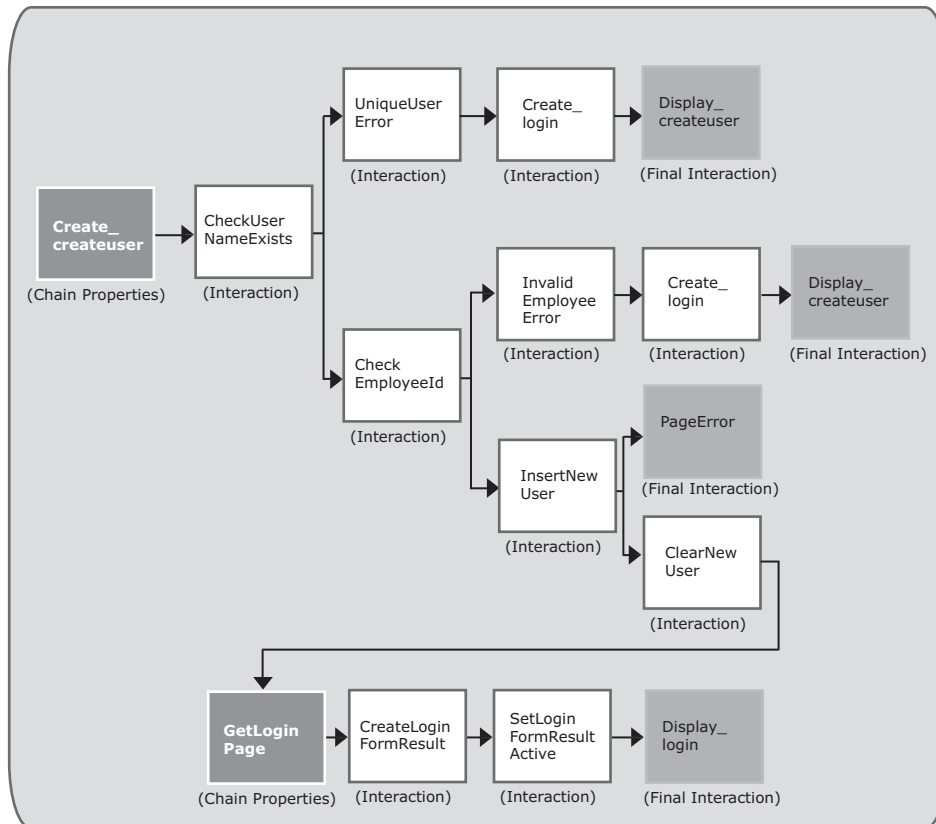 UniqueUser
Error
(Interaction)
Create_
login
(Interaction)
Display_
createuser
(Final Interaction)
Create_
createuser
(Chain Properties)
CheckUser
NameExists
(Interaction)
Invalid
Employee
Error
(Interaction)
Create_
login
(Interaction)
Display_
createuser
(Final Interaction)
Check
EmployeeId
(Interaction)
PageError
(Final Interaction)
InsertNew
User
(Interaction)
ClearNew
User
(Interaction)
GetLogin
Page
(Chain Properties)
CreateLogin
FormResult
(Interaction)
SetLogin
FormResult
Active
(Interaction)
Display_
login
(Final Interaction)